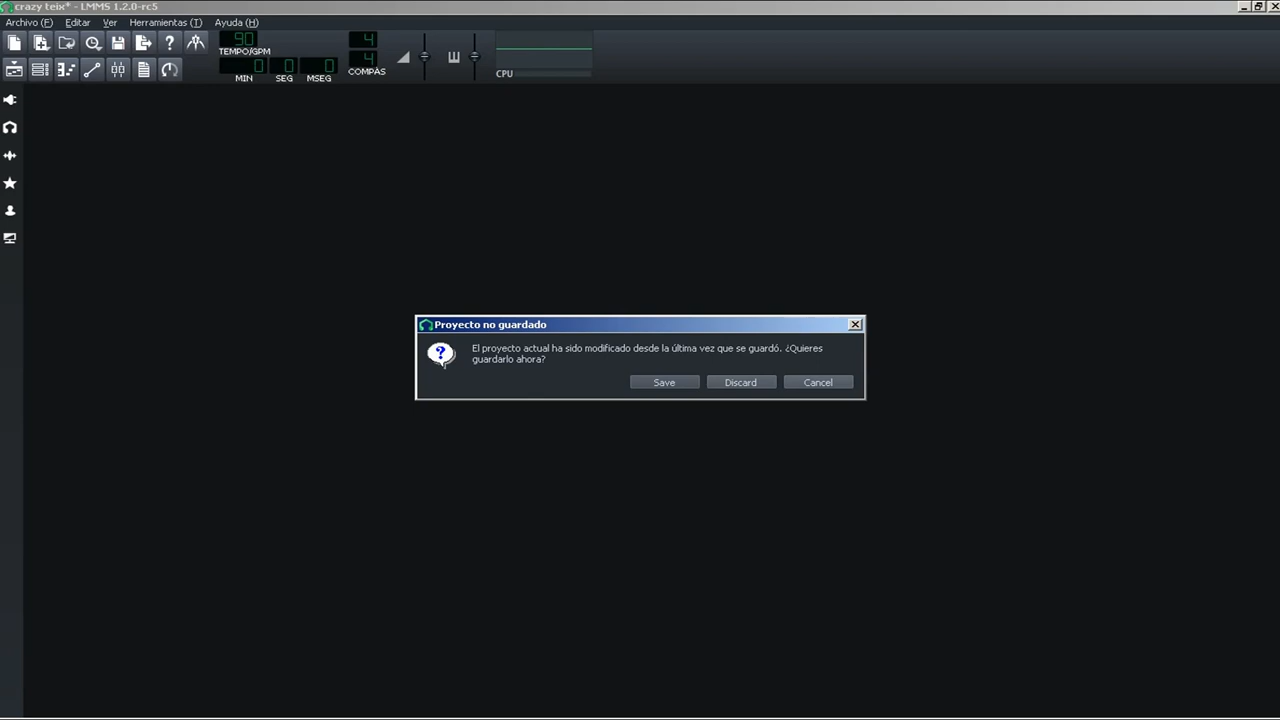 crazy teix* - LMMS 1.2.0-rc5
Archivo (F) Editar Ver Herramientas (T) Ayuda (H)
90
TEMPO/GPM
4
4
COMPÁS
0 0 0
MIN SEG MSEG
CPU
Proyecto no guardado
El proyecto actual ha sido modificado desde la última vez que se guardó. ¿Quieres
guardarlo ahora?
Save Discard Cancel